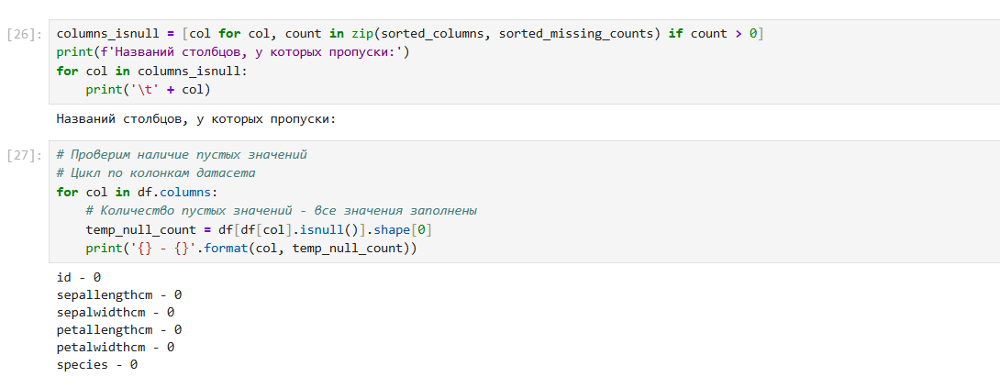 [26]: columns_isnull = [col for col, count in zip(sorted_columns, sorted_missing_counts) if count > 0]
print(f'Названий столбцов, у которых пропуски:')
for col in columns_isnull:
    print('\t' + col)
Названий столбцов, у которых пропуски:
[27]: # Проверим наличие пустых значений
# Цикл по колонкам датасета
for col in df.columns:
    # Количество пустых значений - все значения заполнены
    temp_null_count = df[df[col].isnull()].shape[0]
    print('{} - {}'.format(col, temp_null_count))
id - 0
sepallengthcm - 0
sepalwidthcm - 0
petallengthcm - 0
petalwidthcm - 0
species - 0